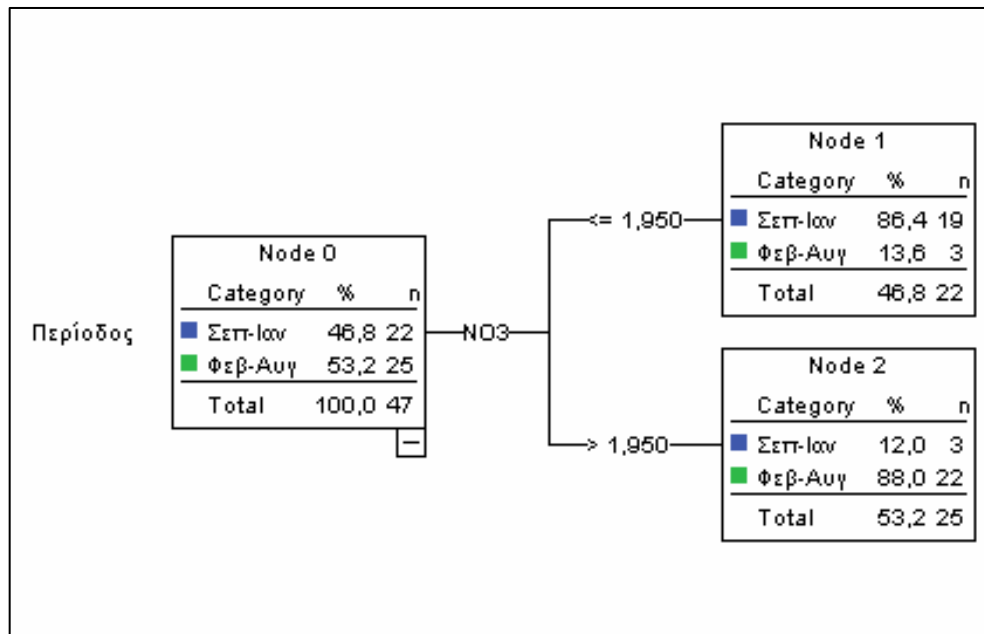 Περίοδος
Node 0
Category % n
Σεπ-Ιαν 46,8 22
Φεβ-Αυγ 53,2 25
Total 100,0 47
NO3
<= 1,950
Node 1
Category % n
Σεπ-Ιαν 86,4 19
Φεβ-Αυγ 13,6 3
Total 46,8 22
> 1,950
Node 2
Category % n
Σεπ-Ιαν 12,0 3
Φεβ-Αυγ 88,0 22
Total 53,2 25